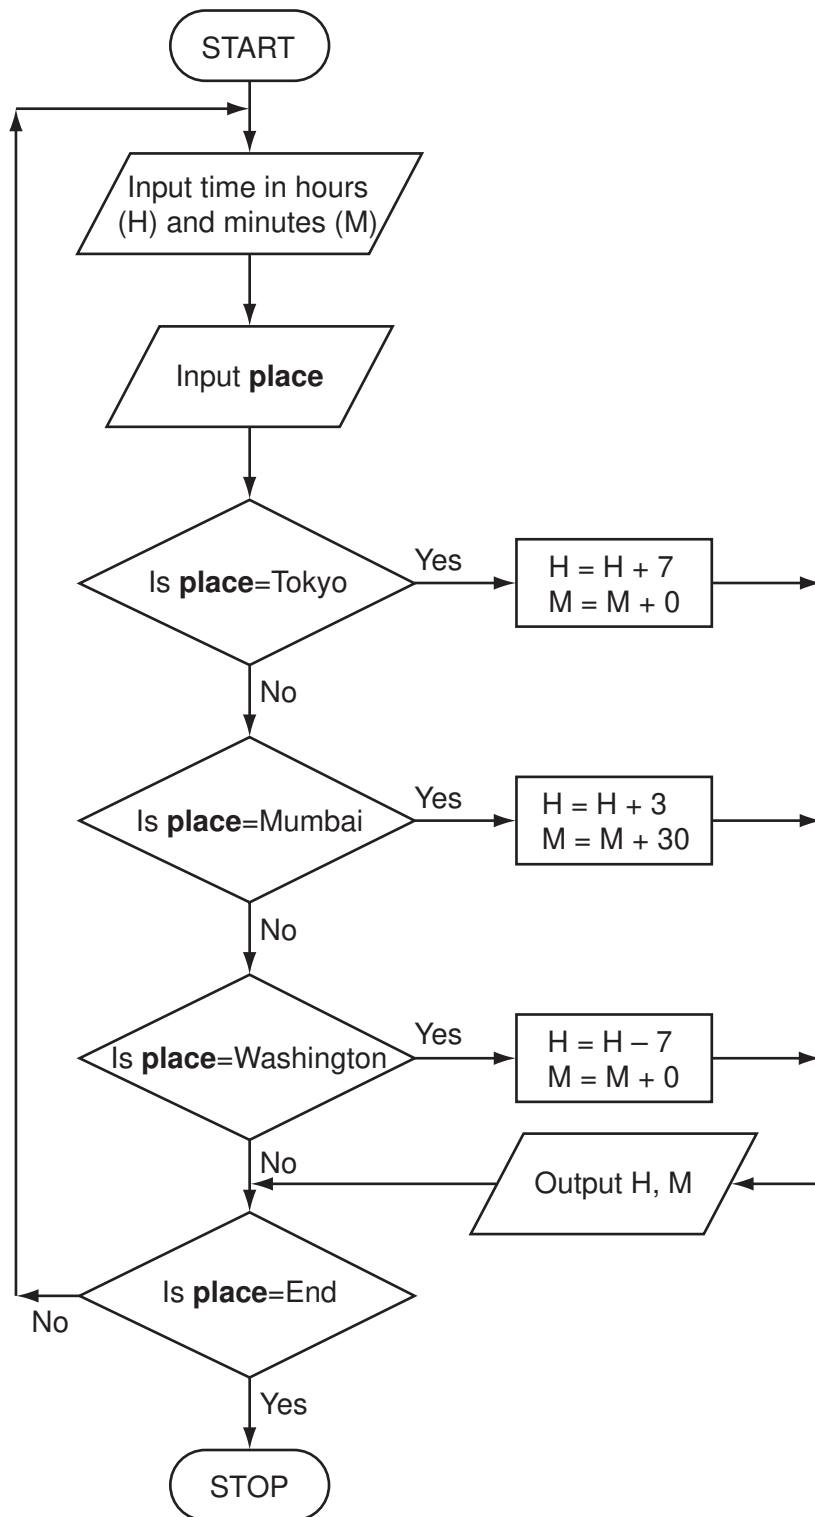 START
Input time in hours
(H) and minutes (M)
Input place
Is place=Tokyo
Yes
H = H + 7
M = M + 0
No
Is place=Mumbai
Yes
H = H + 3
M = M + 30
No
Is place=Washington
Yes
H = H – 7
M = M + 0
No
Output H, M
Is place=End
No
Yes
STOP